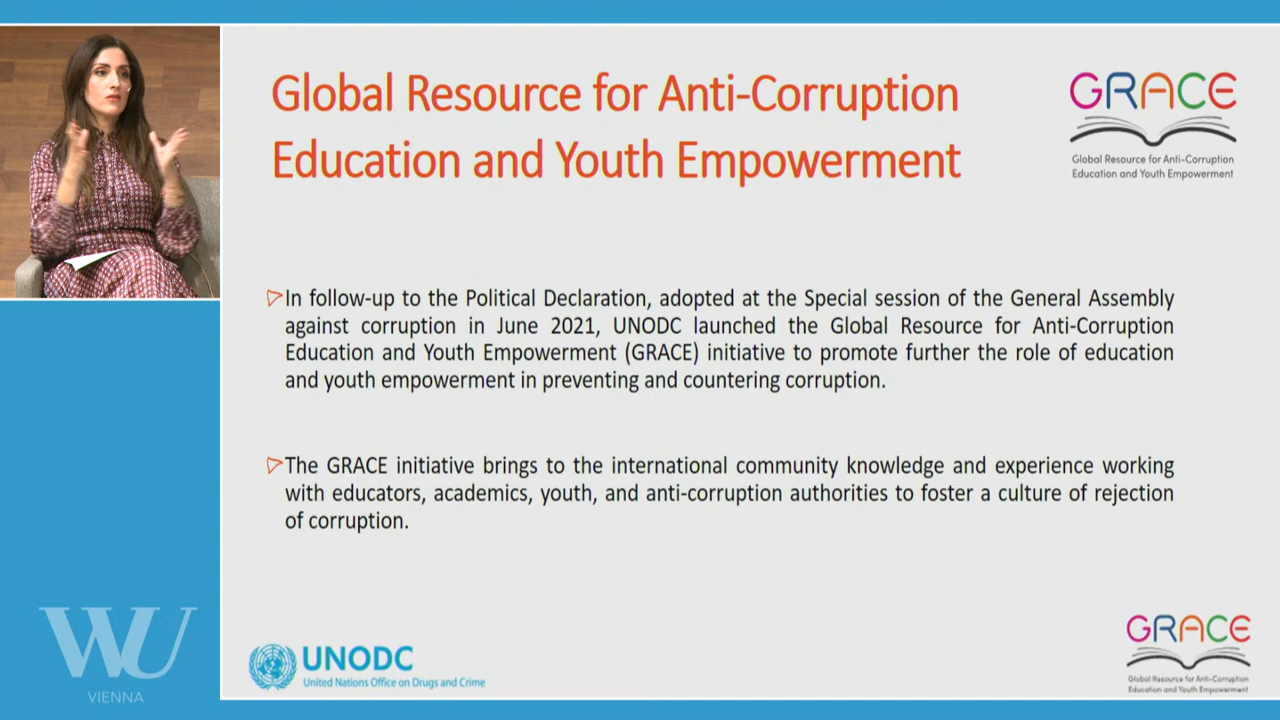 Global Resource for Anti-Corruption
Education and Youth Empowerment
GRACE
Global Resource for Anti-Corruption
Education and Youth Empowerment
In follow-up to the Political Declaration, adopted at the Special session of the General Assembly
against corruption in June 2021, UNODC launched the Global Resource for Anti-Corruption
Education and Youth Empowerment (GRACE) initiative to promote further the role of education
and youth empowerment in preventing and countering corruption.
The GRACE initiative brings to the international community knowledge and experience working
with educators, academics, youth, and anti-corruption authorities to foster a culture of rejection
of corruption.
WU
VIENNA
UNODC
United Nations Office on Drugs and Crime
GRACE
Global Resource for Anti-Corruption
Education and Youth Empowerment